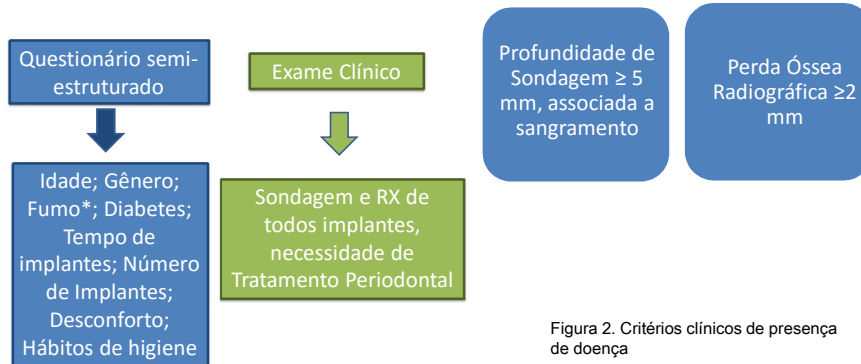 Questionário semi-
estruturado
Idade; Gênero;
Fumo*; Diabetes;
Tempo de
implantes; Número
de Implantes;
Desconforto;
Hábitos de higiene
Exame Clínico
Sondagem e RX de
todos implantes,
necessidade de
Tratamento Periodontal
Profundidade de
Sondagem ≥ 5
mm, associada a
sangramento
Perda Óssea
Radiográfica ≥2
mm
Figura 2. Critérios clínicos de presença
de doença